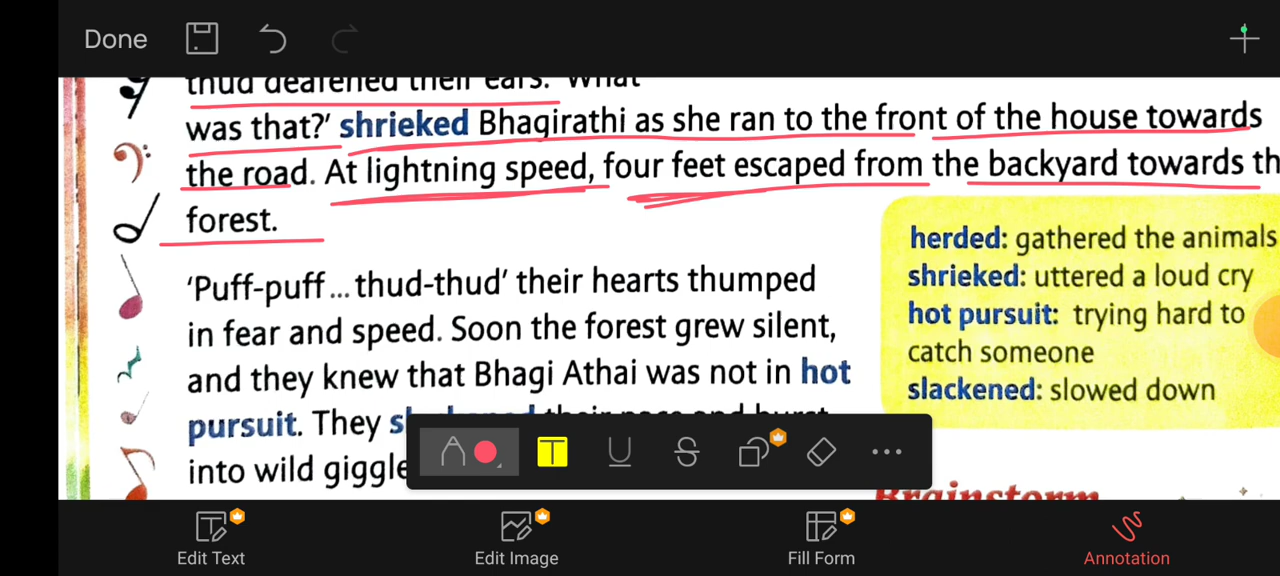 Done
thud deafened their ears. 'What
was that?' shrieked Bhagirathi as she ran to the front of the house towards
the road. At lightning speed, four feet escaped from the backyard towards th
forest.
'Puff-puff... thud-thud' their hearts thumped
in fear and speed. Soon the forest grew silent,
and they knew that Bhagi Athai was not in hot
pursuit. They
into wild giggle
herded: gathered the animals
shrieked: uttered a loud cry
hot pursuit: trying hard to
catch someone
slackened: slowed down
Brainstorm
Edit Text
Edit Image
Fill Form
Annotation